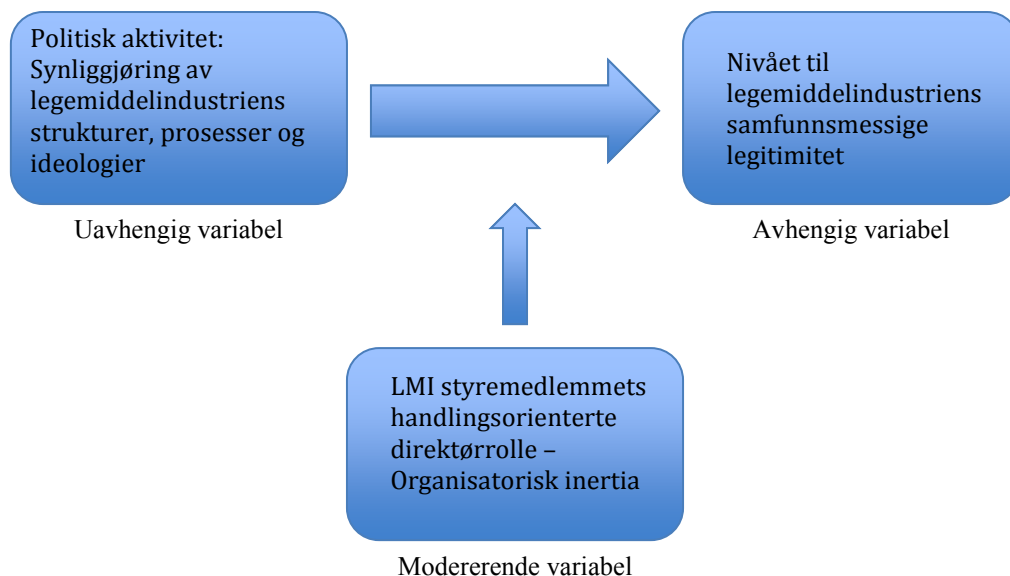 Politisk aktivitet:
Synliggjøring av
legemiddelindustriens
strukturer, prosesser og
ideologier
Uavhengig variabel
Nivået til
legemiddelindustriens
samfunnsmessige
legitimitet
Avhengig variabel
LMI styremedlemmets
handlingsorienterte
direktørrolle –
Organisatorisk inertia
Modererende variabel